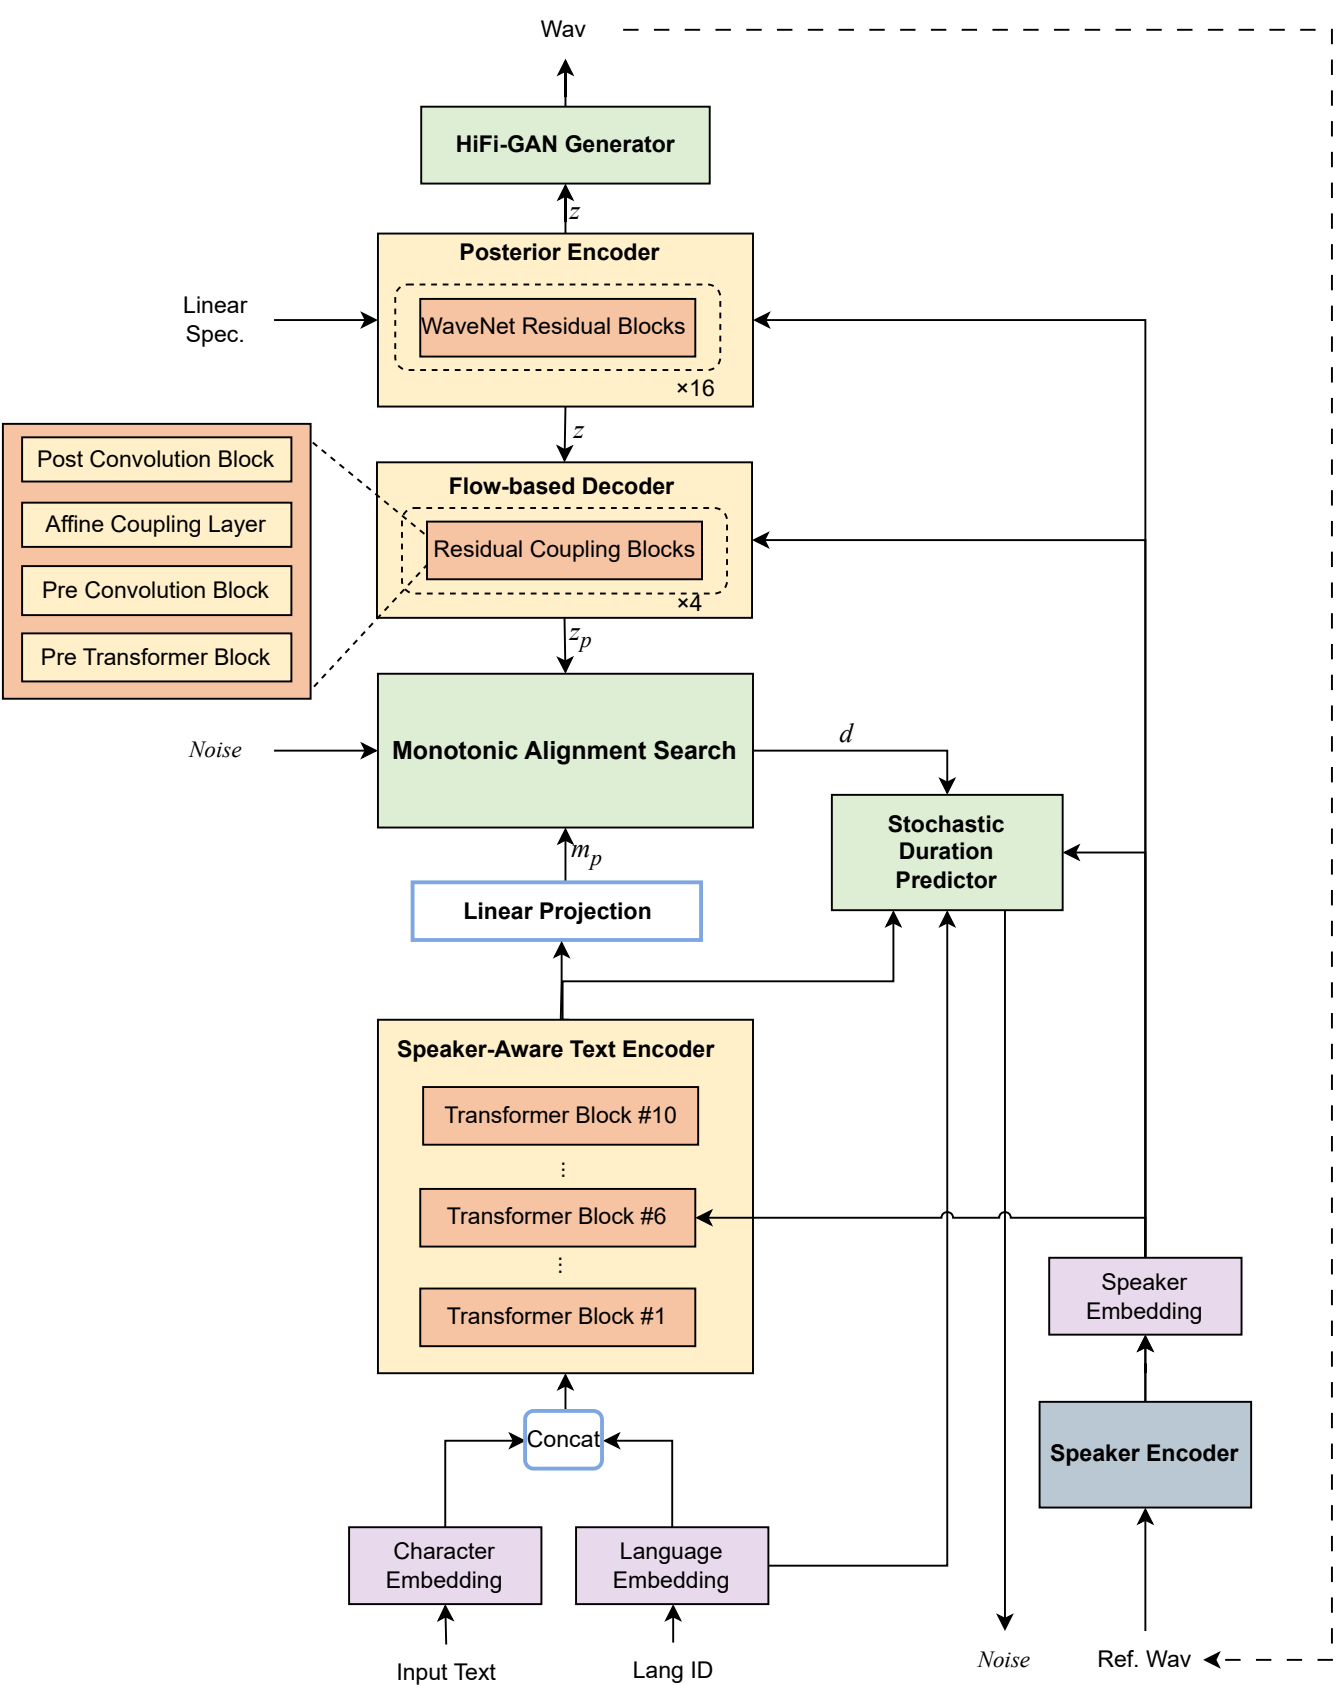 Wav
HiFi-GAN Generator
z
Posterior Encoder
Linear
Spec.
WaveNet Residual Blocks
×16
z
Post Convolution Block
Affine Coupling Layer
Pre Convolution Block
Pre Transformer Block
Flow-based Decoder
Residual Coupling Blocks
×4
z_p
Noise
Monotonic Alignment Search
d
Stochastic
Duration
Predictor
m_p
Linear Projection
Speaker-Aware Text Encoder
Transformer Block #10
⋮
Transformer Block #6
⋮
Transformer Block #1
Speaker
Embedding
Concat
Speaker Encoder
Character
Embedding
Language
Embedding
Input Text
Lang ID
Noise
Ref. Wav